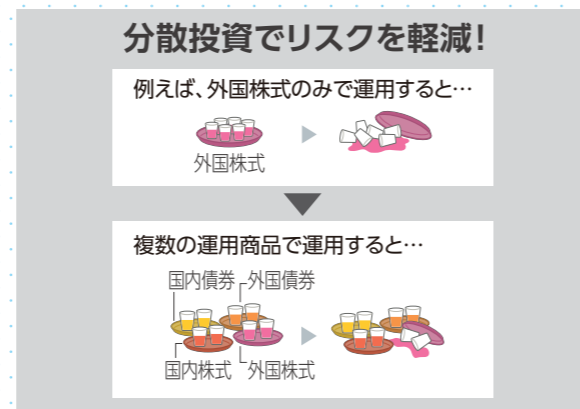 分散投資でリスクを軽減!
例えば、外国株式のみで運用すると…
外国株式
複数の運用商品で運用すると…
国内債券 外国債券
国内株式 外国株式